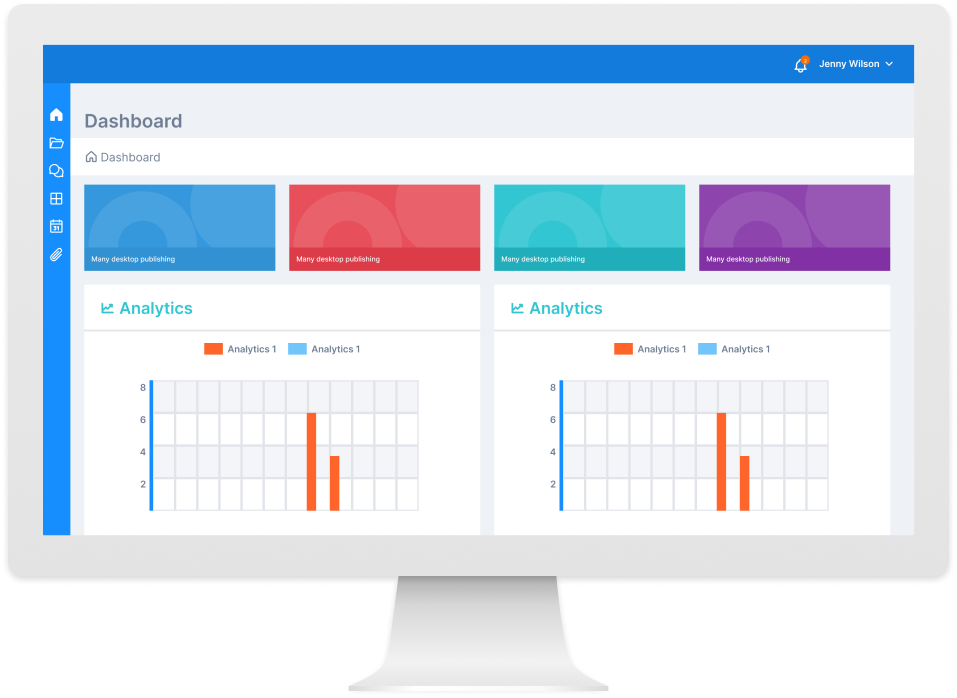 Jenny Wilson
Dashboard
Dashboard
31
Many desktop publishing
Many desktop publishing
Many desktop publishing
Many desktop publishing
Analytics
Analytics
Analytics 1 Analytics 1
Analytics 1 Analytics 1
8
6
4
2
8
6
4
2